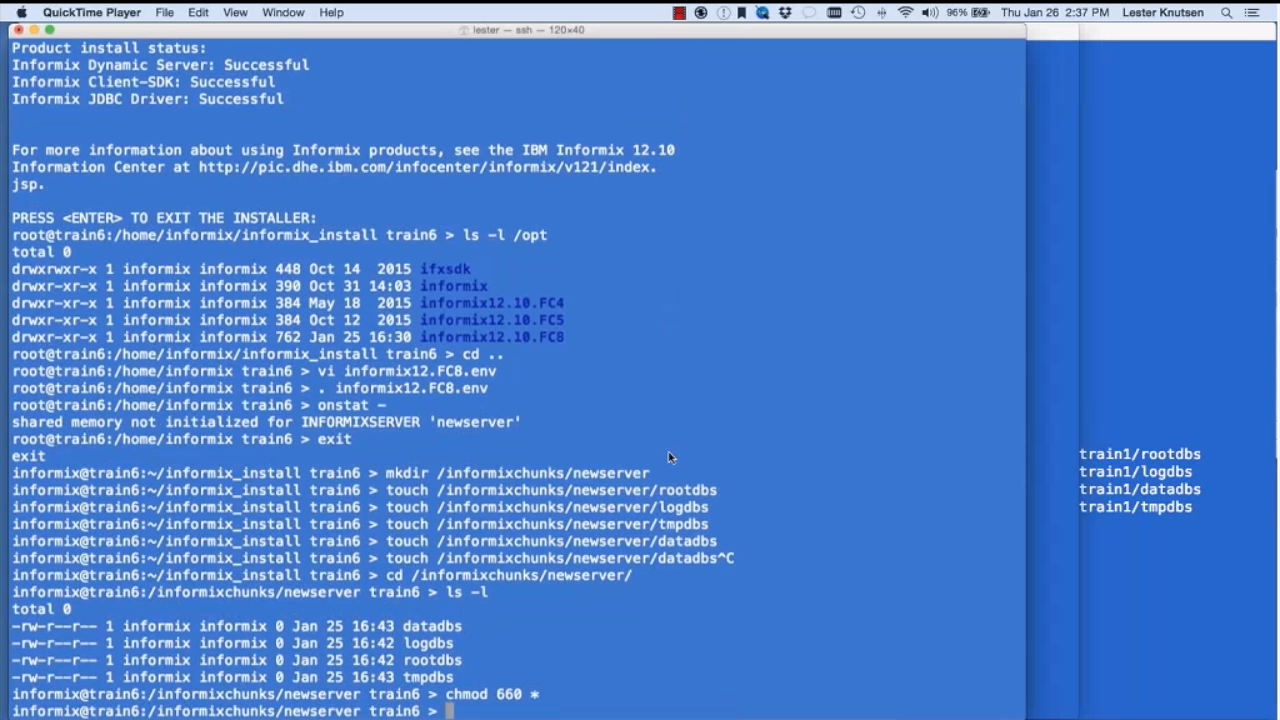 QuickTime Player File Edit View Window Help 96% Thu Jan 26 2:37 PM Lester Knutsen
lester — ssh — 120×40
Product install status:
Informix Dynamic Server: Successful
Informix Client-SDK: Successful
Informix JDBC Driver: Successful
For more information about using Informix products, see the IBM Informix 12.10
Information Center at http://pic.dhe.ibm.com/infocenter/informix/v121/index.
jsp.
PRESS <ENTER> TO EXIT THE INSTALLER:
root@train6:/home/informix/informix_install train6 > ls -l /opt
total 0
drwxrwxr-x 1 informix informix 448 Oct 14  2015 ifxsdk
drwxr-xr-x 1 informix informix 390 Oct 31 14:03 informix
drwxr-xr-x 1 informix informix 384 May 18  2015 informix12.10.FC4
drwxr-xr-x 1 informix informix 384 Oct 12  2015 informix12.10.FC5
drwxr-xr-x 1 informix informix 762 Jan 25 16:30 informix12.10.FC8
root@train6:/home/informix/informix_install train6 > cd ..
root@train6:/home/informix train6 > vi informix12.FC8.env
root@train6:/home/informix train6 > . informix12.FC8.env
root@train6:/home/informix train6 > onstat -
shared memory not initialized for INFORMIXSERVER 'newserver'
root@train6:/home/informix train6 > exit
exit
informix@train6:~/informix_install train6 > mkdir /informixchunks/newserver
informix@train6:~/informix_install train6 > touch /informixchunks/newserver/rootdbs
informix@train6:~/informix_install train6 > touch /informixchunks/newserver/logdbs
informix@train6:~/informix_install train6 > touch /informixchunks/newserver/tmpdbs
informix@train6:~/informix_install train6 > touch /informixchunks/newserver/datadbs
informix@train6:~/informix_install train6 > touch /informixchunks/newserver/datadbs^C
informix@train6:~/informix_install train6 > cd /informixchunks/newserver/
informix@train6:/informixchunks/newserver train6 > ls -l
total 0
-rw-r--r-- 1 informix informix 0 Jan 25 16:43 datadbs
-rw-r--r-- 1 informix informix 0 Jan 25 16:42 logdbs
-rw-r--r-- 1 informix informix 0 Jan 25 16:42 rootdbs
-rw-r--r-- 1 informix informix 0 Jan 25 16:43 tmpdbs
informix@train6:/informixchunks/newserver train6 > chmod 660 *
informix@train6:/informixchunks/newserver train6 >
train1/rootdbs
train1/logdbs
train1/datadbs
train1/tmpdbs